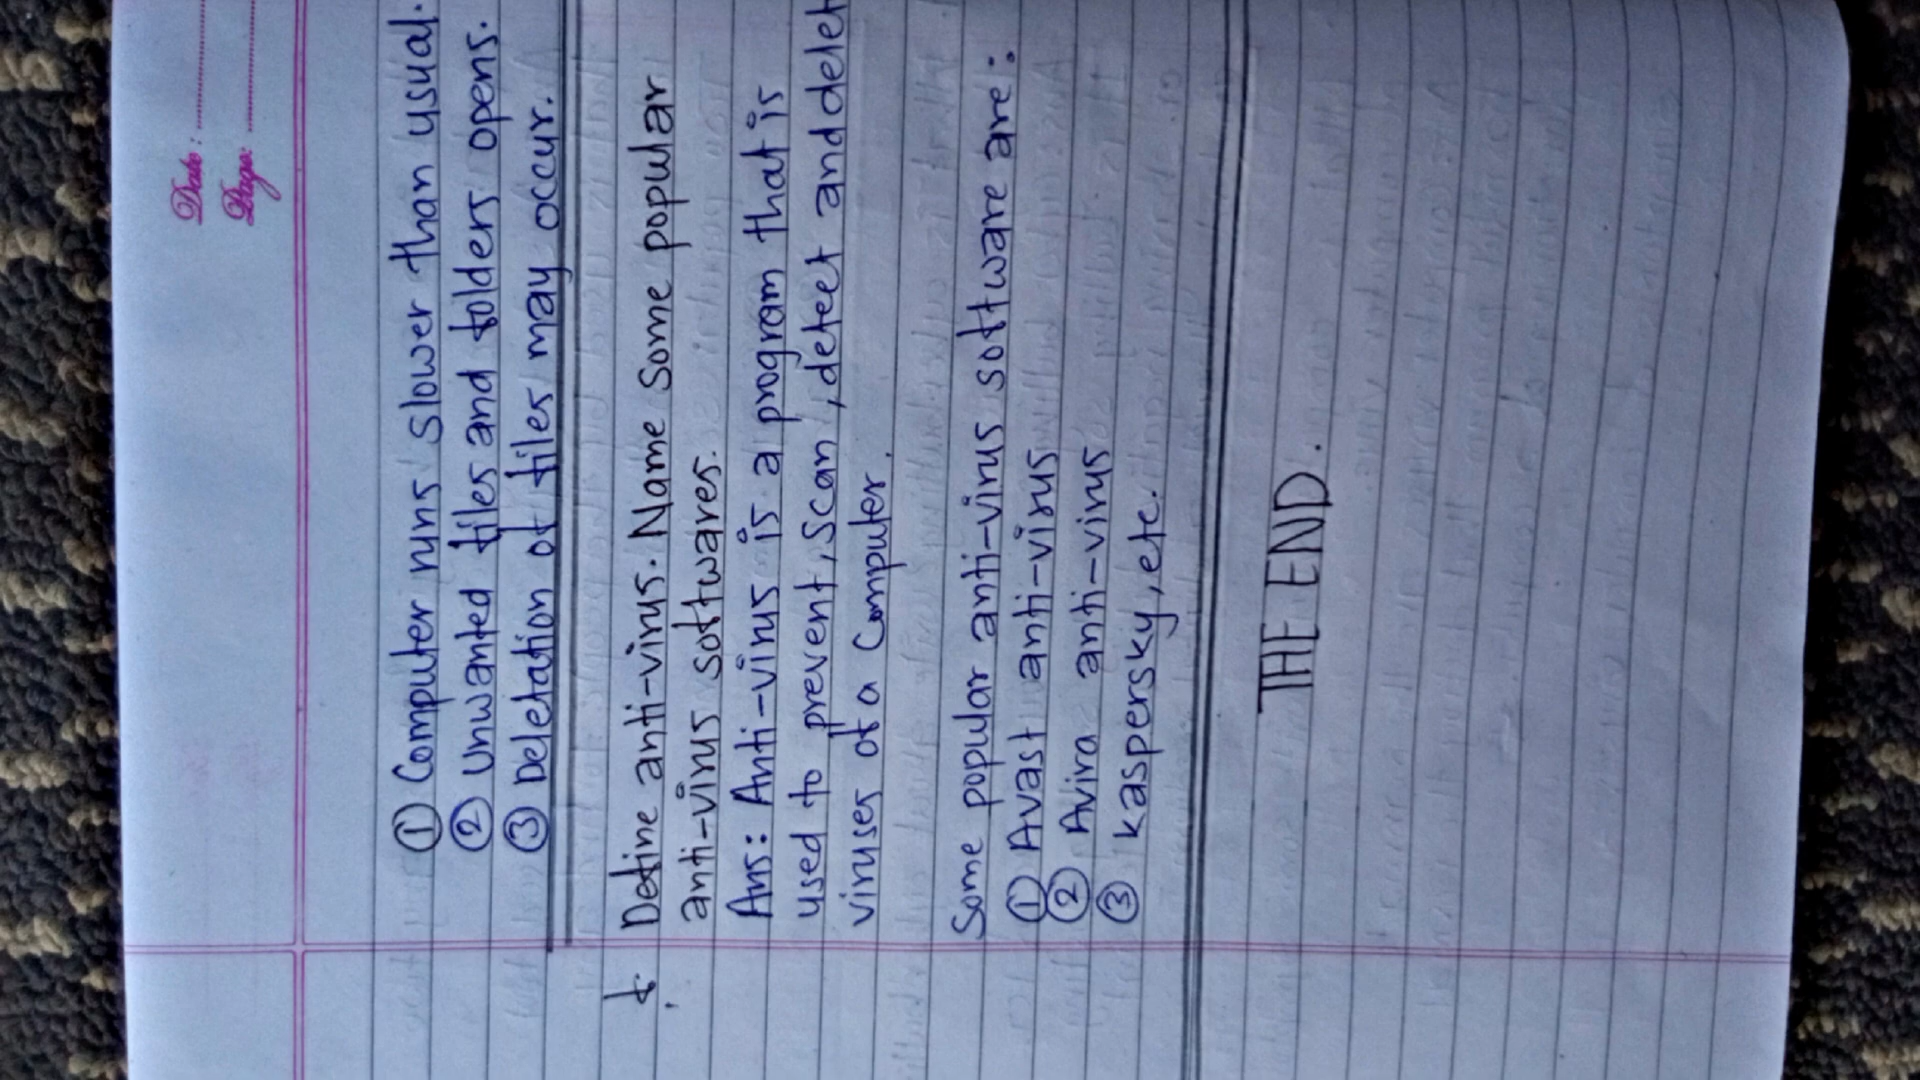 Date:
Page:
① Computer runs slower than usual.
② Unwanted files and folders opens.
③ Deletation of files may occur.
f. Define anti-virus. Name some popular
anti-virus softwares.
Ans: Anti-virus is a program that is
used to prevent, scan, detect and delet
viruses of a computer.
Some popular anti-virus software are:
① Avast anti-virus
② Avira anti-virus
③ kaspersky, etc.
THE END.